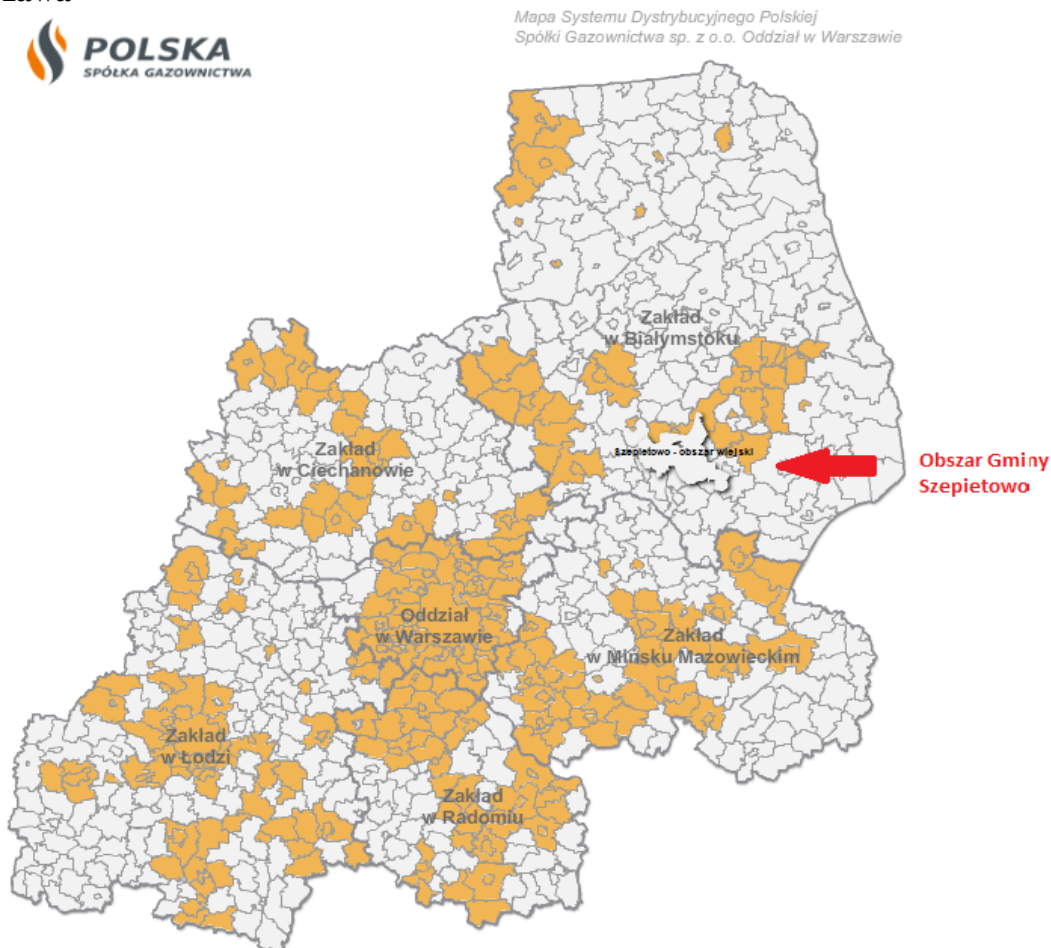 POLSKA
SPÓŁKA GAZOWNICTWA
Mapa Systemu Dystrybucyjnego Polskiej
Spółki Gazownictwa sp. z o.o. Oddział w Warszawie
Zakład
w Białymstoku
Zakład
w Ciechanowie
Szepietowo - obszar wiejski
Obszar Gminy
Szepietowo
Oddział
w Warszawie
Zakład
w Mińsku Mazowieckim
Zakład
w Łodzi
Zakład
w Radomiu